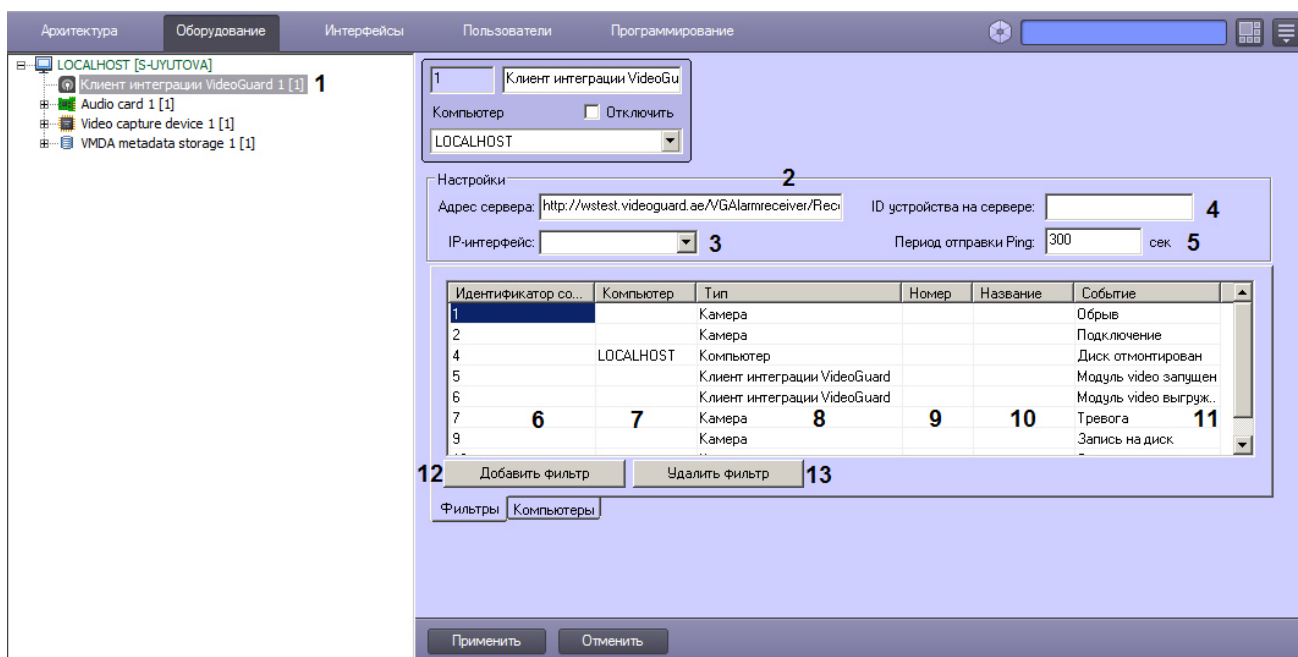 Архитектура Оборудование Интерфейсы Пользователи Программирование
LOCALHOST [S-UYUTOVA]
Клиент интеграции VideoGuard 1 [1] 1
Audio card 1 [1]
Video capture device 1 [1]
VMDA metadata storage 1 [1]
1 Клиент интеграции VideoGu
Компьютер Отключить
LOCALHOST
Настройки 2
Адрес сервера: http://wstest.videoguard.ae/VGAlarmreceiver/Rec ID устройства на сервере: 4
IP-интерфейс: 3 Период отправки Ping: 300 сек 5
Идентификатор со... Компьютер Тип Номер Название Событие
1 Камера Обрыв
2 Камера Подключение
4 LOCALHOST Компьютер Диск отмонтирован
5 Клиент интеграции VideoGuard Модуль video запущен
6 Клиент интеграции VideoGuard Модуль video выгруж..
7 6 7 Камера 8 9 10 Тревога 11
9 Камера Запись на диск
12 Добавить фильтр Удалить фильтр 13
Фильтры Компьютеры
Применить Отменить